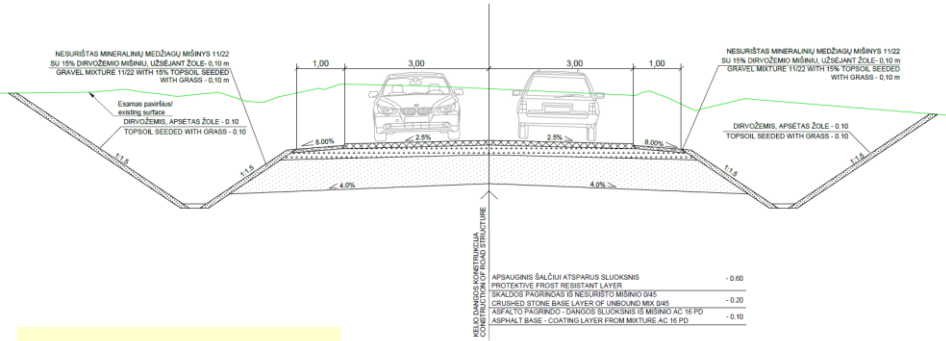 NESURIŠTAS MINERALINIŲ MEDŽIAGŲ MIŠINYS 11/22
SU 15% DIRVOŽEMIO MIŠINIU, UŽSĖJANT ŽOLE- 0,10 m
GRAVEL MIXTURE 11/22 WITH 15% TOPSOIL SEEDED
WITH GRASS - 0,10 m
NESURIŠTAS MINERALINIŲ MEDŽIAGŲ MIŠINYS 11/22
SU 15% DIRVOŽEMIO MIŠINIU, UŽSĖJANT ŽOLE- 0,10 m
GRAVEL MIXTURE 11/22 WITH 15% TOPSOIL SEEDED
WITH GRASS - 0,10 m
1,00
3,00
3,00
1,00
Esamas paviršius/
existing surface
DIRVOŽEMIS, APSĖTAS ŽOLE - 0.10
TOPSOIL SEEDED WITH GRASS - 0.10
DIRVOŽEMIS, APSĖTAS ŽOLE - 0.10
TOPSOIL SEEDED WITH GRASS - 0.10
8.00%
2.5%
2.5%
8.00%
1:1.5
1:1.5
1:1.5
1:1.5
4.0%
4.0%
KELIO DANGOS KONSTRUKCIJA
CONSTRUCTION OF ROAD STRUCTURE
APSAUGINIS ŠALČIUI ATSPARUS SLUOKSNIS
PROTEKTIVE FROST RESISTANT LAYER
- 0.60
SKALDOS PAGRINDAS IŠ NESURIŠTO MIŠINIO 0/45
CRUSHED STONE BASE LAYER OF UNBOUND MIX 0/45
- 0.20
ASFALTO PAGRINDO - DANGOS SLUOKSNIS IŠ MIŠINIO AC 16 PD
ASPHALT BASE - COATING LAYER FROM MIXTURE AC 16 PD
- 0.10